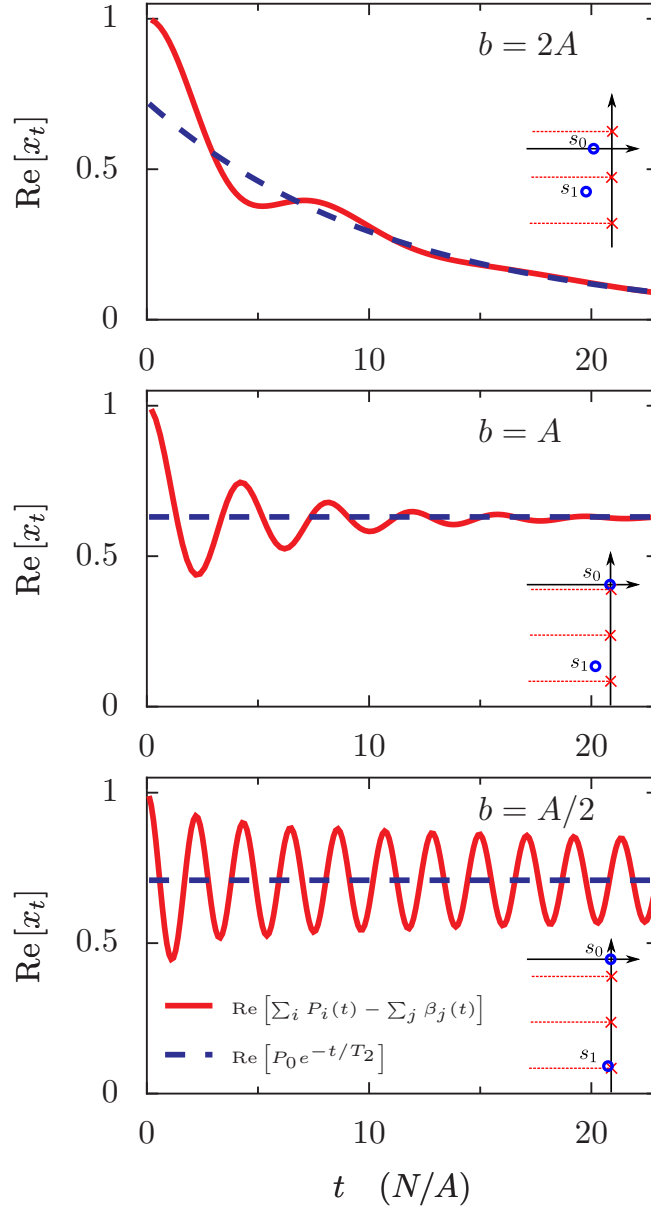 1
b = 2A
Re [x_t]
s_0
0.5
s_1
0
0 10 20
1
b = A
Re [x_t]
0.5
s_0
s_1
0
0 10 20
1
b = A/2
Re [x_t]
0.5
s_0
Re [∑_i P_i(t) − ∑_j β_j(t)]
Re [P_0 e^{−t/T_2}]
s_1
0
0 10 20
t (N/A)